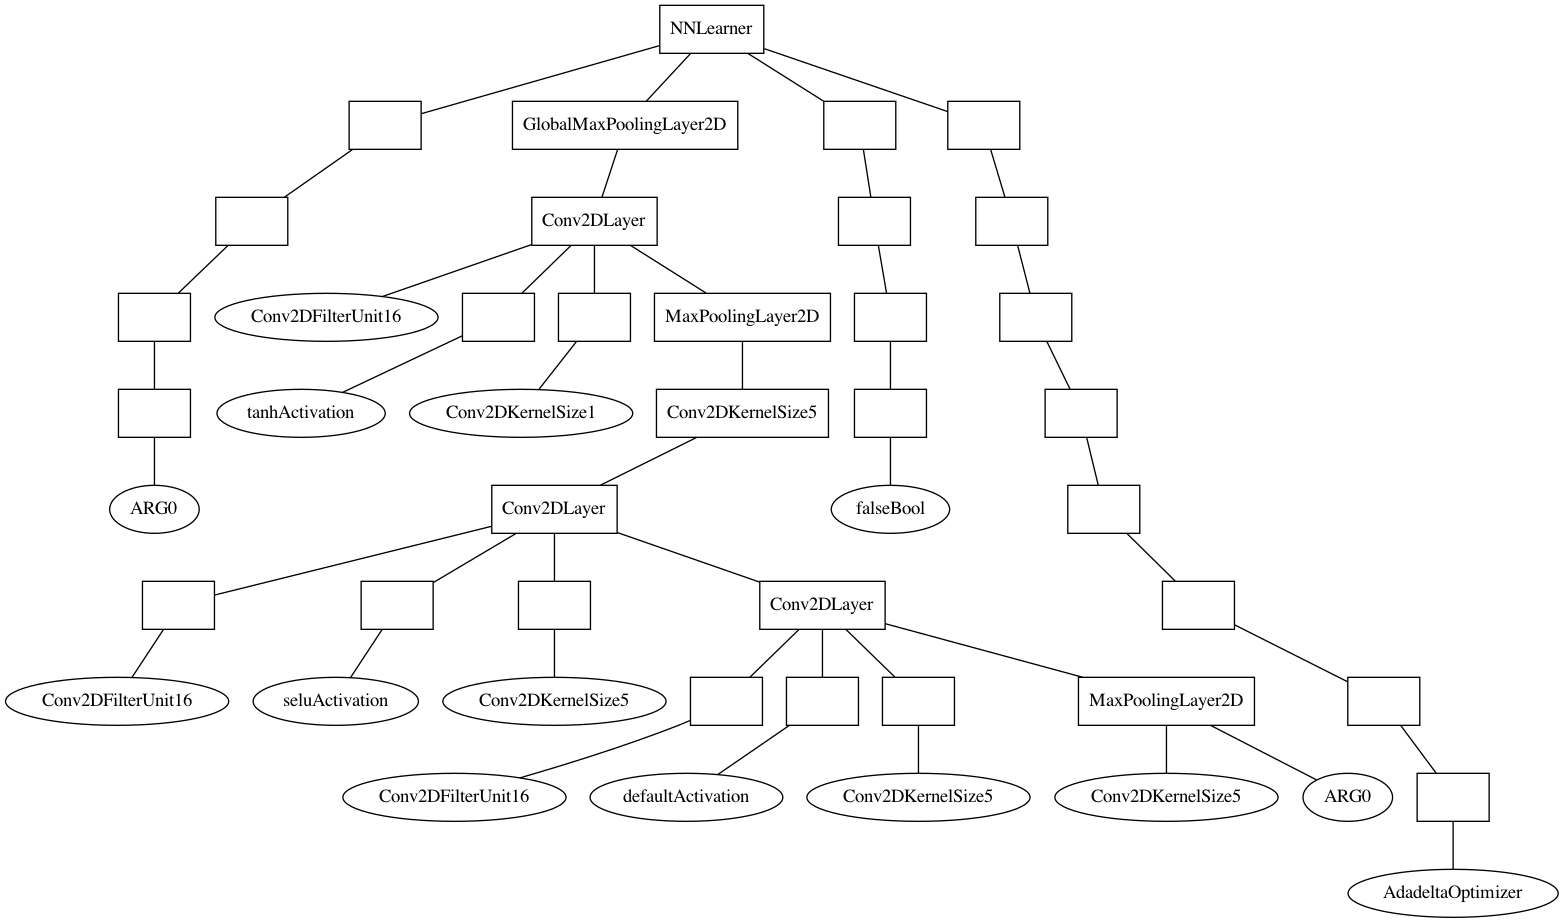 NNLearner
GlobalMaxPoolingLayer2D
Conv2DLayer
Conv2DFilterUnit16
MaxPoolingLayer2D
tanhActivation
Conv2DKernelSize1
Conv2DKernelSize5
ARG0
Conv2DLayer
falseBool
Conv2DLayer
Conv2DFilterUnit16
seluActivation
Conv2DKernelSize5
MaxPoolingLayer2D
Conv2DFilterUnit16
defaultActivation
Conv2DKernelSize5
Conv2DKernelSize5
ARG0
AdadeltaOptimizer